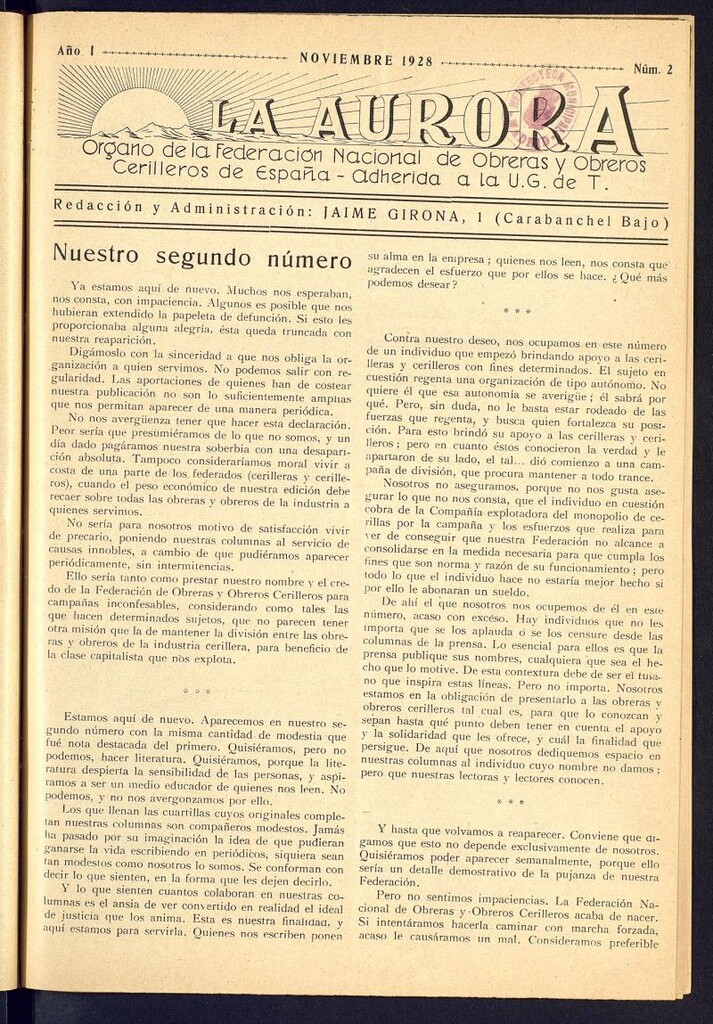 Año I
NOVIEMBRE 1928
Núm. 2
LA AURORA
Organo de la Federación Nacional de Obreras y Obreros
Cerilleros de España - adherida a la U.G. de T.
Redacción y Administración: JAIME GIRONA, 1 (Carabanchel Bajo)
Nuestro segundo número
Ya estamos aquí de nuevo. Muchos nos esperaban,
nos consta, con impaciencia. Algunos es posible que nos
hubieran extendido la papeleta de defunción. Si esto les
proporcionaba alguna alegría, ésta queda truncada con
nuestra reaparición.
Digámoslo con la sinceridad a que nos obliga la or-
ganización a quien servimos. No podemos salir con re-
gularidad. Las aportaciones de quienes han de costear
nuestra publicación no son lo suficientemente amplias
que nos permitan aparecer de una manera periódica.
No nos avergüenza tener que hacer esta declaración.
Peor sería que presumiéramos de lo que no somos, y un
día dado pagáramos nuestra soberbia con una desapari-
ción absoluta. Tampoco consideraríamos moral vivir a
costa de una parte de los federados (cerilleras y cerille-
ros), cuando el peso económico de nuestra edición debe
recaer sobre todas las obreras y obreros de la industria a
quienes servimos.
No sería para nosotros motivo de satisfacción vivir
de precario, poniendo nuestras columnas al servicio de
causas innobles, a cambio de que pudiéramos aparecer
periódicamente, sin intermitencias.
Ello sería tanto como prestar nuestro nombre y el cre-
do de la Federación de Obreras y Obreros Cerilleros para
campañas inconfesables, considerando como tales las
que hacen determinados sujetos, que no parecen tener
otra misión que la de mantener la división entre las obre-
ras y obreros de la industria cerillera, para beneficio de
la clase capitalista que nos explota.
* * *
Estamos aquí de nuevo. Aparecemos en nuestro se-
gundo número con la misma cantidad de modestia que
fué nota destacada del primero. Quisiéramos, pero no
podemos, hacer literatura. Quisiéramos, porque la lite-
ratura despierta la sensibilidad de las personas, y aspi-
ramos a ser un medio educador de quienes nos leen. No
podemos, y no nos avergonzamos por ello.
Los que llenan las cuartillas cuyos originales comple-
tan nuestras columnas son compañeros modestos. Jamás
ha pasado por su imaginación la idea de que pudieran
ganarse la vida escribiendo en periódicos, siquiera sean
tan modestos como nosotros lo somos. Se conforman con
decir lo que sienten, en la forma que les dejen decirlo.
Y lo que sienten cuantos colaboran en nuestras co-
lumnas es el ansia de ver convertido en realidad el ideal
de justicia que los anima. Esta es nuestra finalidad, y
aquí estamos para servirla. Quienes nos escriben ponen
su alma en la empresa; quienes nos leen, nos consta que
agradecen el esfuerzo que por ellos se hace. ¿Qué más
podemos desear?
* * *
Contra nuestro deseo, nos ocupamos en este número
de un individuo que empezó brindando apoyo a las ceri-
lleras y cerilleros con fines determinados. El sujeto en
cuestión regenta una organización de tipo autónomo. No
quiere él que esa autonomía se averigüe; él sabrá por
qué. Pero, sin duda, no le basta estar rodeado de las
fuerzas que regenta, y busca quien fortalezca su posi-
ción. Para esto brindó su apoyo a las cerilleras y ceri-
lleros; pero en cuanto éstos conocieron la verdad y le
apartaron de su lado, el tal... dió comienzo a una cam-
paña de división, que procura mantener a todo trance.
Nosotros no aseguramos, porque no nos gusta ase-
gurar lo que no nos consta, que el individuo en cuestión
cobra de la Compañía explotadora del monopolio de ce-
rillas por la campaña y los esfuerzos que realiza para
ver de conseguir que nuestra Federación no alcance a
consolidarse en la medida necesaria para que cumpla los
fines que son norma y razón de su funcionamiento; pero
todo lo que el individuo hace no estaría mejor hecho si
por ello le abonaran un sueldo.
De ahí el que nosotros nos ocupemos de él en este
número, acaso con excéso. Hay individuos que no les
importa que se los aplauda o se los censure desde las
columnas de la prensa. Lo esencial para ellos es que la
prensa publique sus nombres, cualquiera que sea el he-
cho que lo motive. De esta contextura debe de ser el tula-
no que inspira estas líneas. Pero no importa. Nosotros
estamos en la obligación de presentarlo a las obreras y
obreros cerilleros tal cual es, para que lo conozcan y
sepan hasta qué punto deben tener en cuenta el apoyo
y la solidaridad que les ofrece, y cuál la finalidad que
persigue. De aquí que nosotros dediquemos espacio en
nuestras columnas al individuo cuyo nombre no damos;
pero que nuestras lectoras y lectores conocen.
* * *
Y hasta que volvamos a reaparecer. Conviene que di-
gamos que esto no depende exclusivamente de nosotros.
Quisiéramos poder aparecer semanalmente, porque ello
sería un detalle demostrativo de la pujanza de nuestra
Federación.
Pero no sentimos impaciencias. La Federación Na-
cional de Obreras y Obreros Cerilleros acaba de nacer.
Si intentáramos hacerla caminar con marcha forzada,
acaso le causáramos un mal. Consideramos preferible